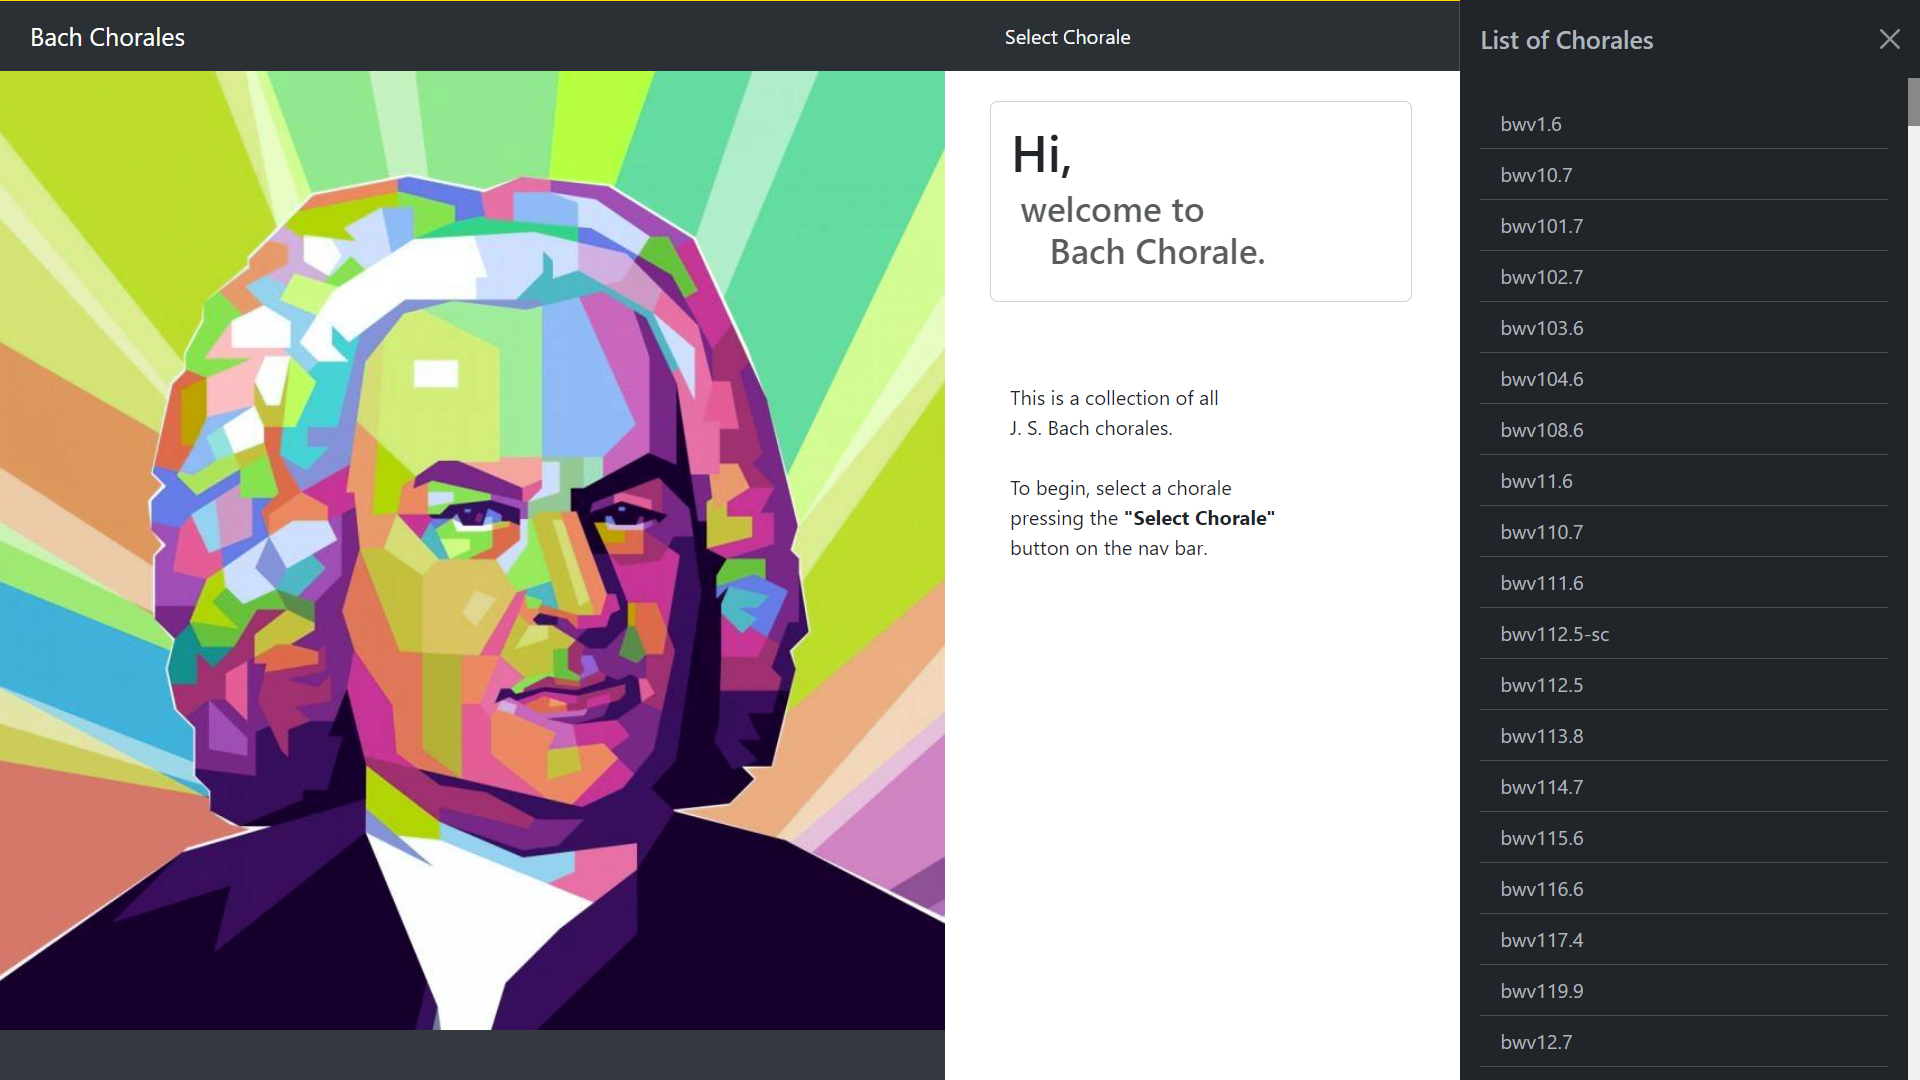 Bach Chorales
Select Chorale
Hi,
welcome to
Bach Chorale.
This is a collection of all
J. S. Bach chorales.
To begin, select a chorale
pressing the "Select Chorale"
button on the nav bar.
List of Chorales
bwv1.6
bwv10.7
bwv101.7
bwv102.7
bwv103.6
bwv104.6
bwv108.6
bwv11.6
bwv110.7
bwv111.6
bwv112.5-sc
bwv112.5
bwv113.8
bwv114.7
bwv115.6
bwv116.6
bwv117.4
bwv119.9
bwv12.7